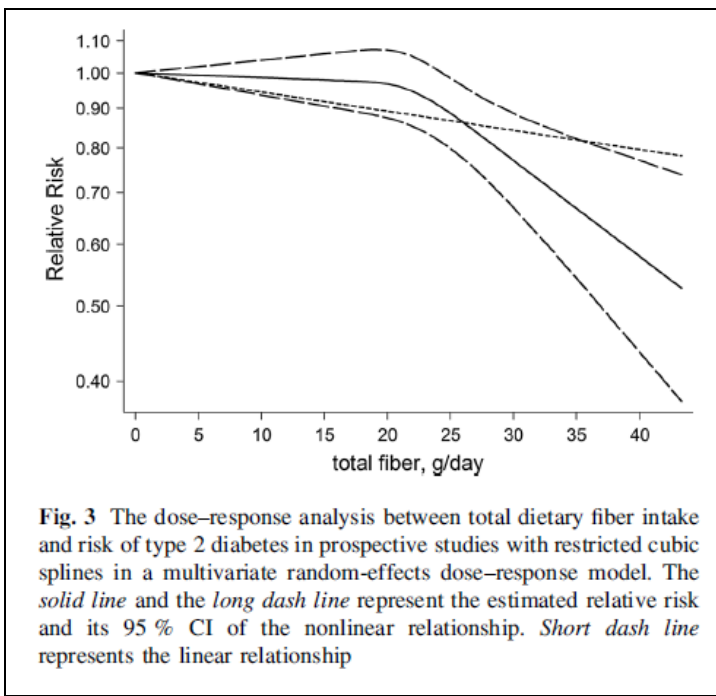 1.10
1.00
0.90
0.80
0.70
0.60
0.50
0.40
Relative Risk
0 5 10 15 20 25 30 35 40
total fiber, g/day
Fig. 3 The dose–response analysis between total dietary fiber intake
and risk of type 2 diabetes in prospective studies with restricted cubic
splines in a multivariate random-effects dose–response model. The
solid line and the long dash line represent the estimated relative risk
and its 95 % CI of the nonlinear relationship. Short dash line
represents the linear relationship